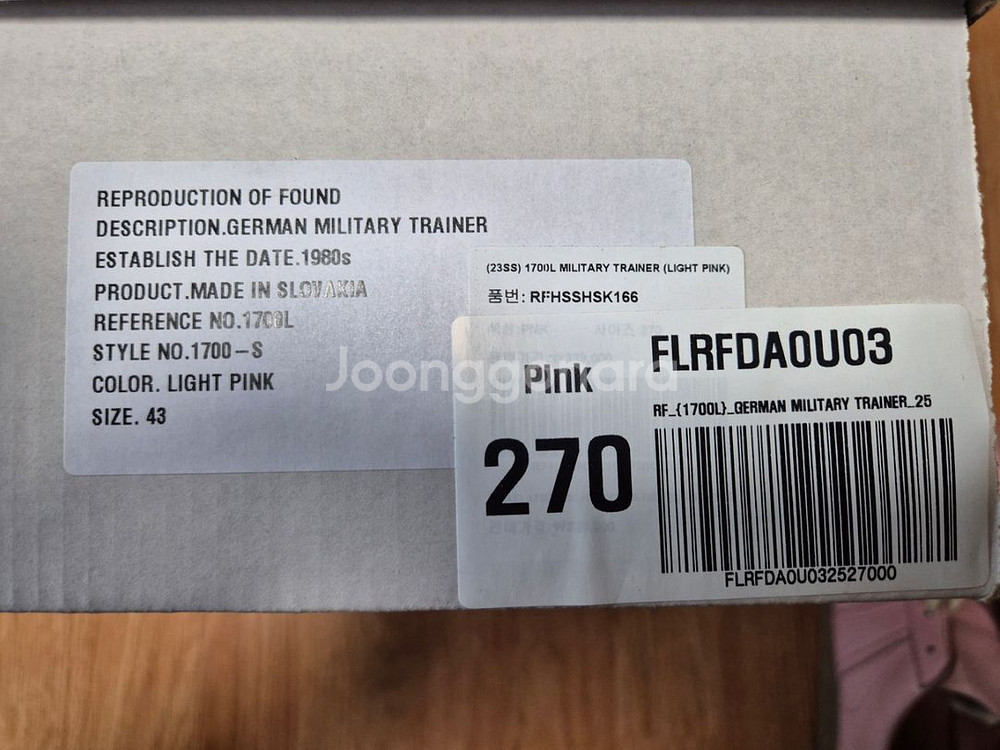 REPRODUCTION OF FOUND
DESCRIPTION.GERMAN MILITARY TRAINER
ESTABLISH THE DATE.1980s
PRODUCT.MADE IN SLOVAKIA
REFERENCE NO.1700L
STYLE NO.1700-S
COLOR. LIGHT PINK
SIZE. 43
(23SS) 1700L MILITARY TRAINER (LIGHT PINK)
품번: RFHSSHSK166
FLRFDA0U03
Pink
RF_(1700L)_GERMAN MILITARY TRAINER_25
270
FLRFDA0U032527000
Joonggonara